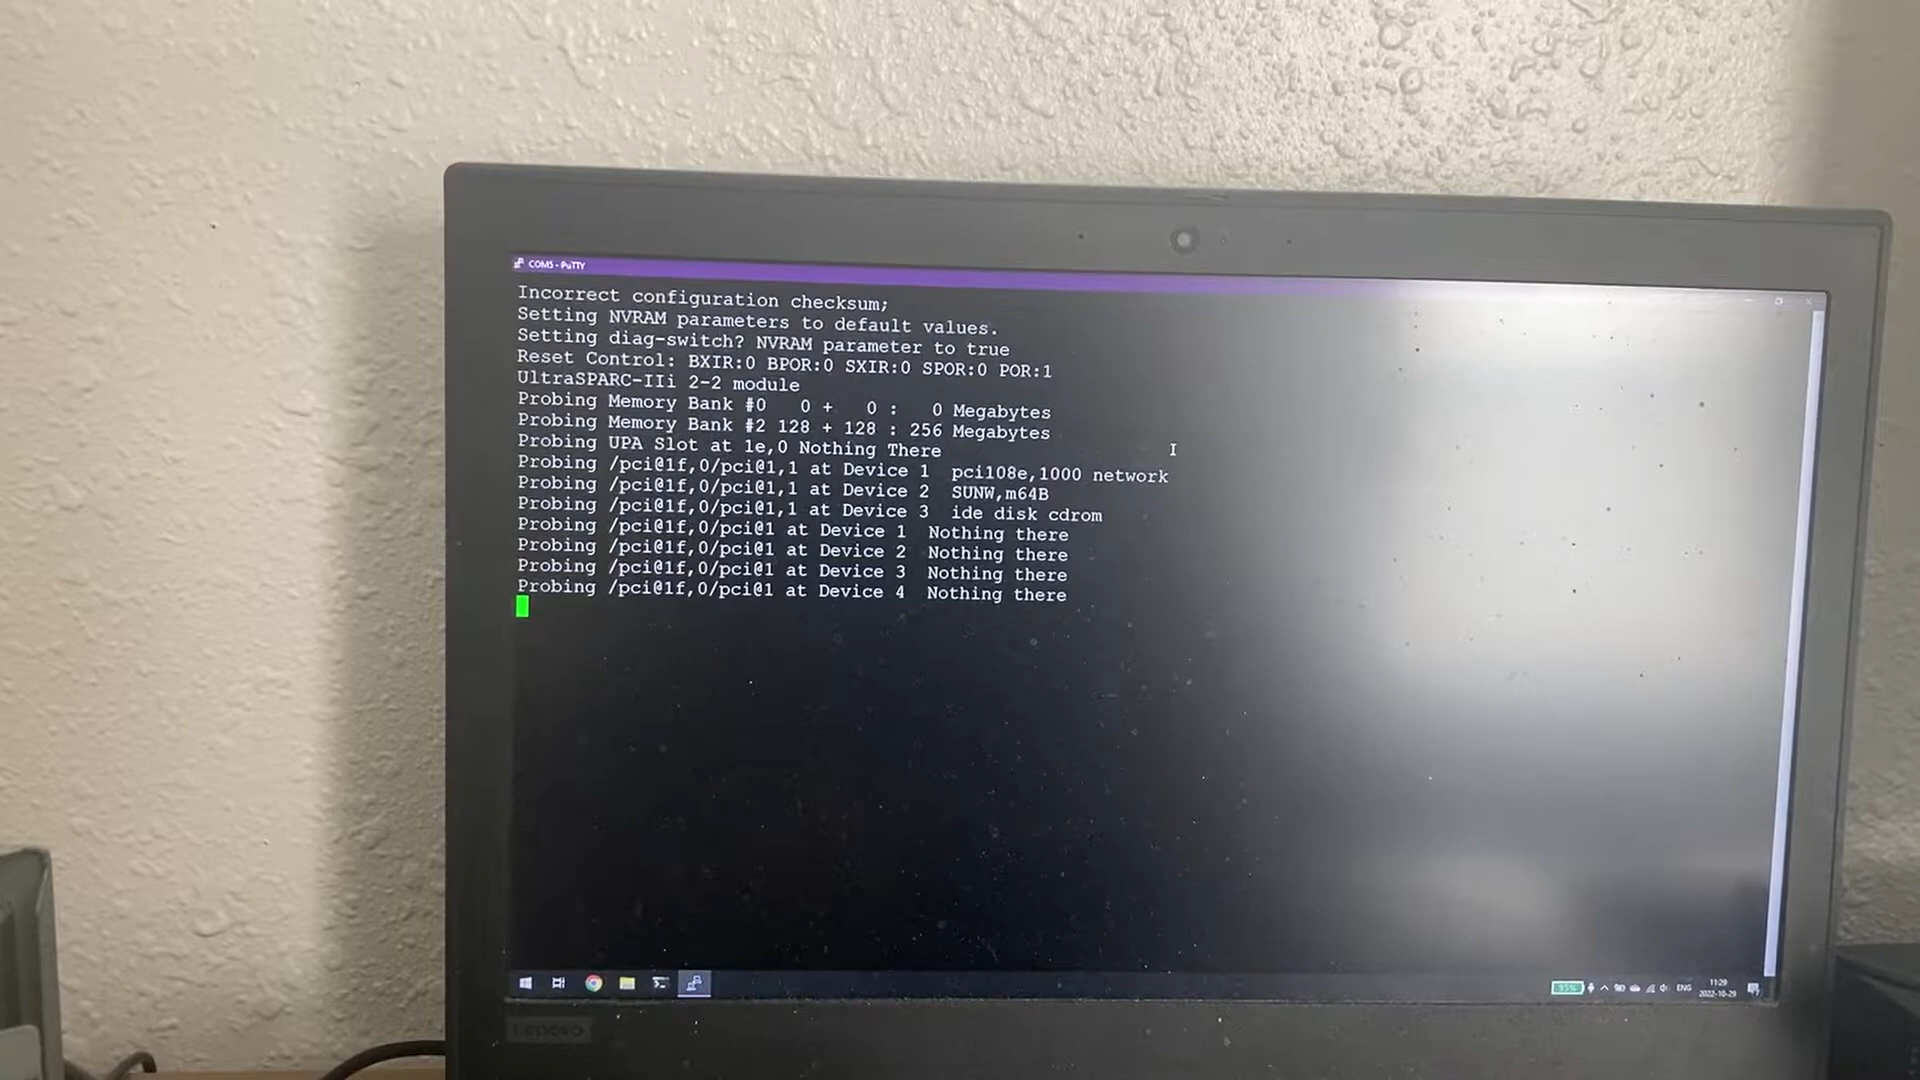 COM5 - PuTTY
Incorrect configuration checksum;
Setting NVRAM parameters to default values.
Setting diag-switch? NVRAM parameter to true
Reset Control: BXIR:0 BPOR:0 SXIR:0 SPOR:0 POR:1
UltraSPARC-IIi 2-2 module
Probing Memory Bank #0   0 +   0 :   0 Megabytes
Probing Memory Bank #2 128 + 128 : 256 Megabytes
Probing UPA Slot at 1e,0 Nothing There
Probing /pci@1f,0/pci@1,1 at Device 1  pci108e,1000 network
Probing /pci@1f,0/pci@1,1 at Device 2  SUNW,m64B
Probing /pci@1f,0/pci@1,1 at Device 3  ide disk cdrom
Probing /pci@1f,0/pci@1 at Device 1  Nothing there
Probing /pci@1f,0/pci@1 at Device 2  Nothing there
Probing /pci@1f,0/pci@1 at Device 3  Nothing there
Probing /pci@1f,0/pci@1 at Device 4  Nothing there
95%
ENG
11:29
2022-10-29
Lenovo